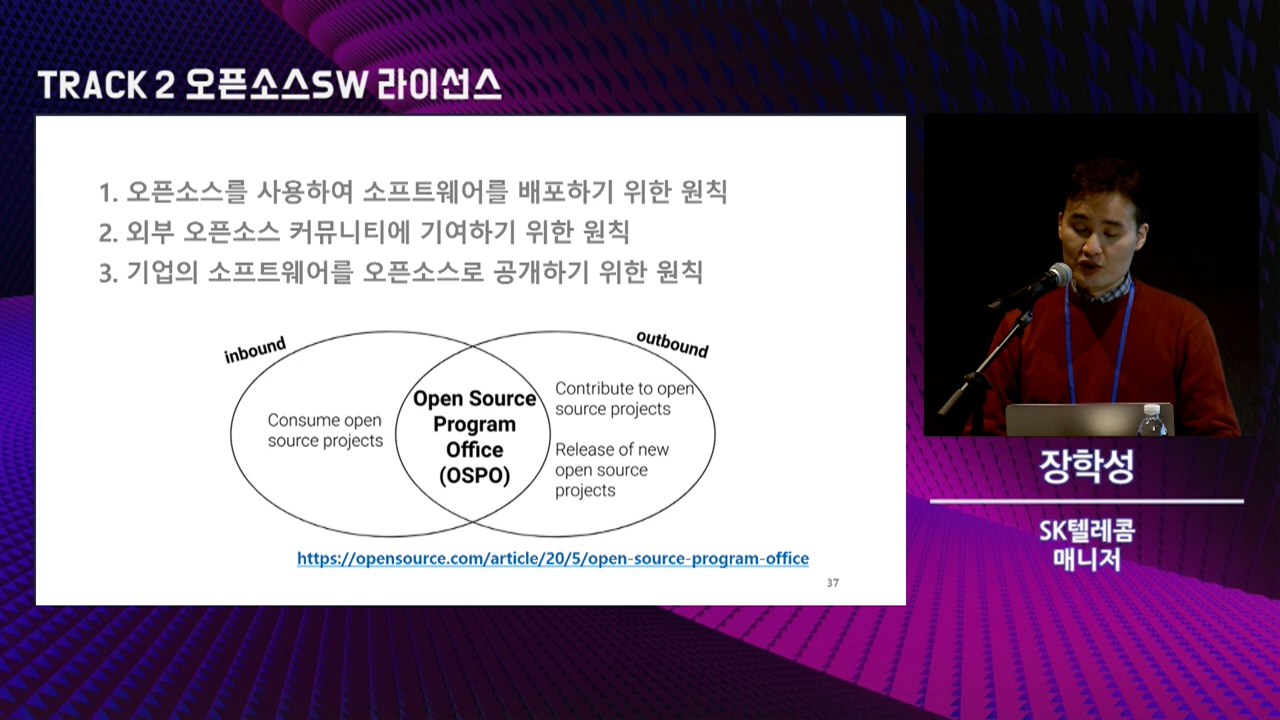 TRACK 2 오픈소스SW 라이선스
1. 오픈소스를 사용하여 소프트웨어를 배포하기 위한 원칙
2. 외부 오픈소스 커뮤니티에 기여하기 위한 원칙
3. 기업의 소프트웨어를 오픈소스로 공개하기 위한 원칙
inbound
outbound
Consume open
source projects
Open Source
Program
Office
(OSPO)
Contribute to open
source projects
Release of new
open source
projects
https://opensource.com/article/20/5/open-source-program-office
37
장학성
SK텔레콤
매니저